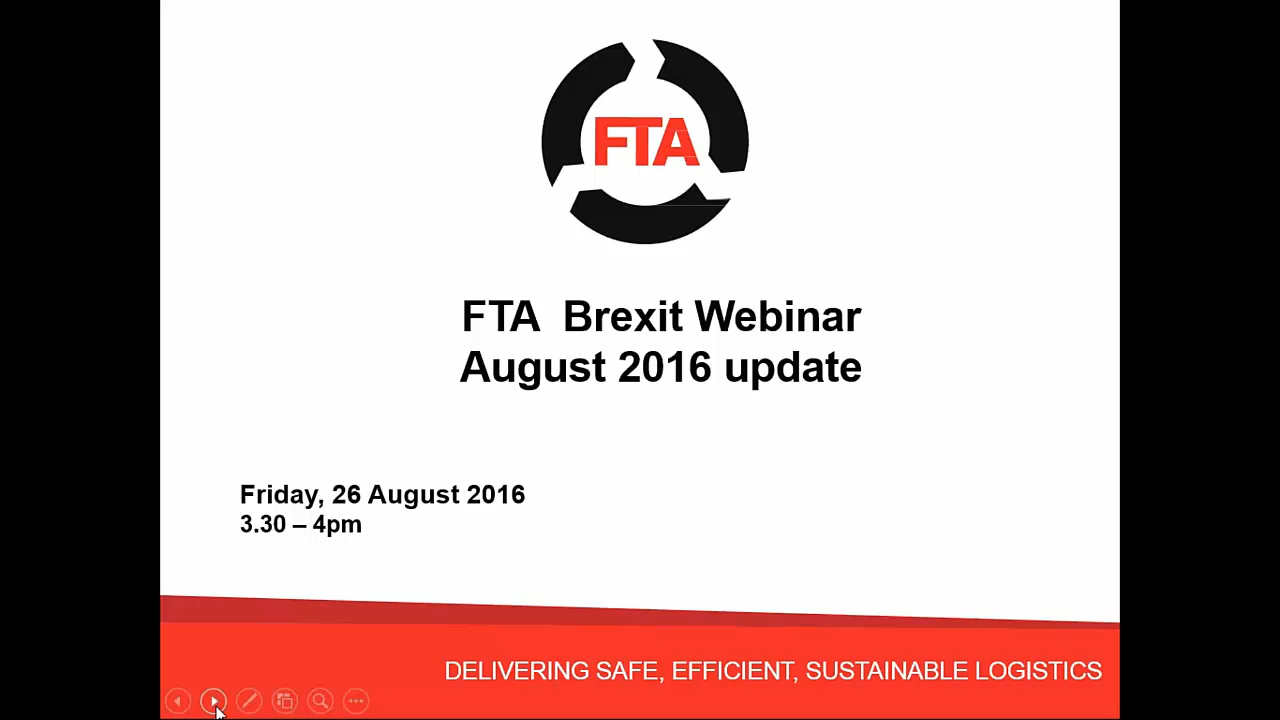 FTA
FTA  Brexit Webinar
August 2016 update
Friday, 26 August 2016
3.30 – 4pm
DELIVERING SAFE, EFFICIENT, SUSTAINABLE LOGISTICS